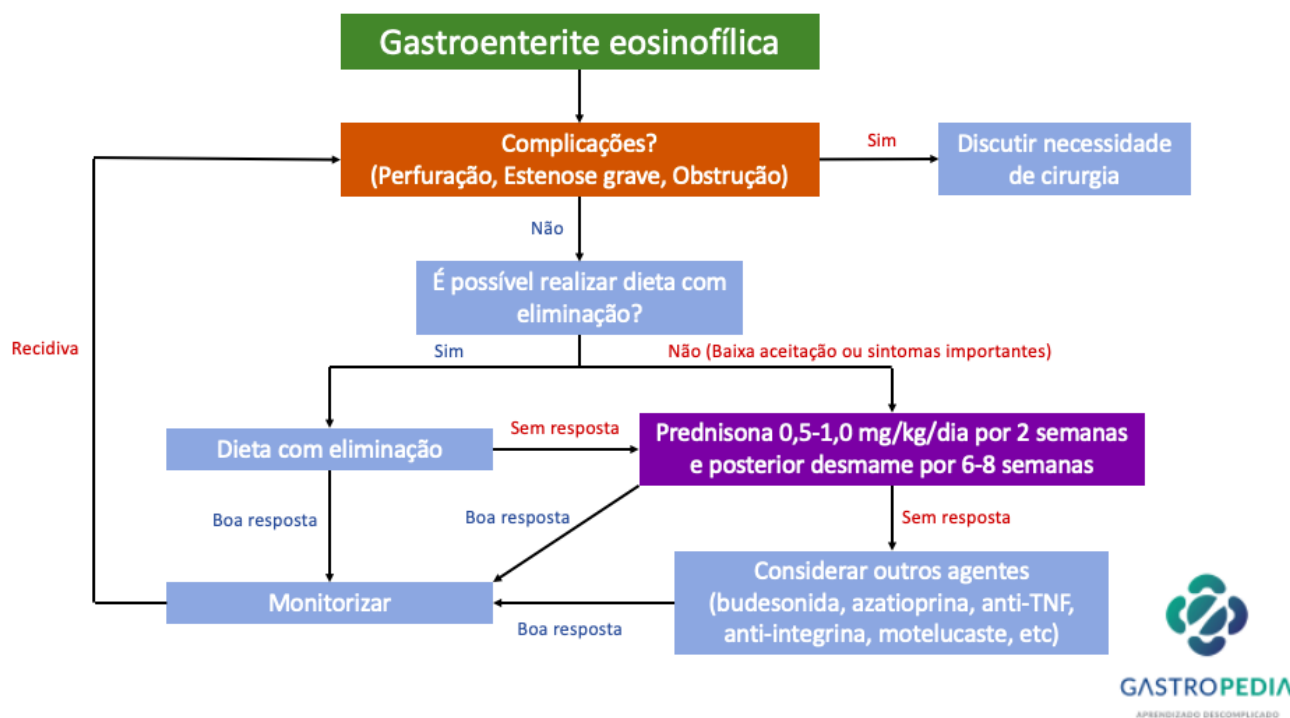 Gastroenterite eosinofílica
Complicações?
(Perfuração, Estenose grave, Obstrução)
Sim
Discutir necessidade
de cirurgia
Não
É possível realizar dieta com
eliminação?
Recidiva
Sim
Não (Baixa aceitação ou sintomas importantes)
Dieta com eliminação
Sem resposta
Prednisona 0,5-1,0 mg/kg/dia por 2 semanas
e posterior desmame por 6-8 semanas
Boa resposta
Boa resposta
Sem resposta
Monitorizar
Boa resposta
Considerar outros agentes
(budesonida, azatioprina, anti-TNF,
anti-integrina, motelucaste, etc)
GASTROPEDIA
APRENDIZADO DESCOMPLICADO